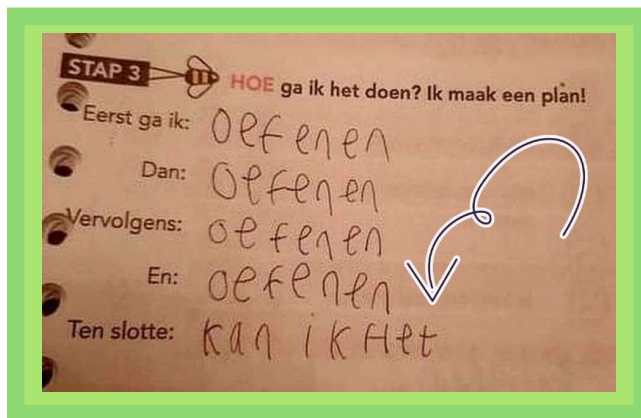 STAP 3 HOE ga ik het doen? Ik maak een plan!
Eerst ga ik: oefenen
Dan: oefenen
Vervolgens: oefenen
En: oefenen
Ten slotte: kan ik Het